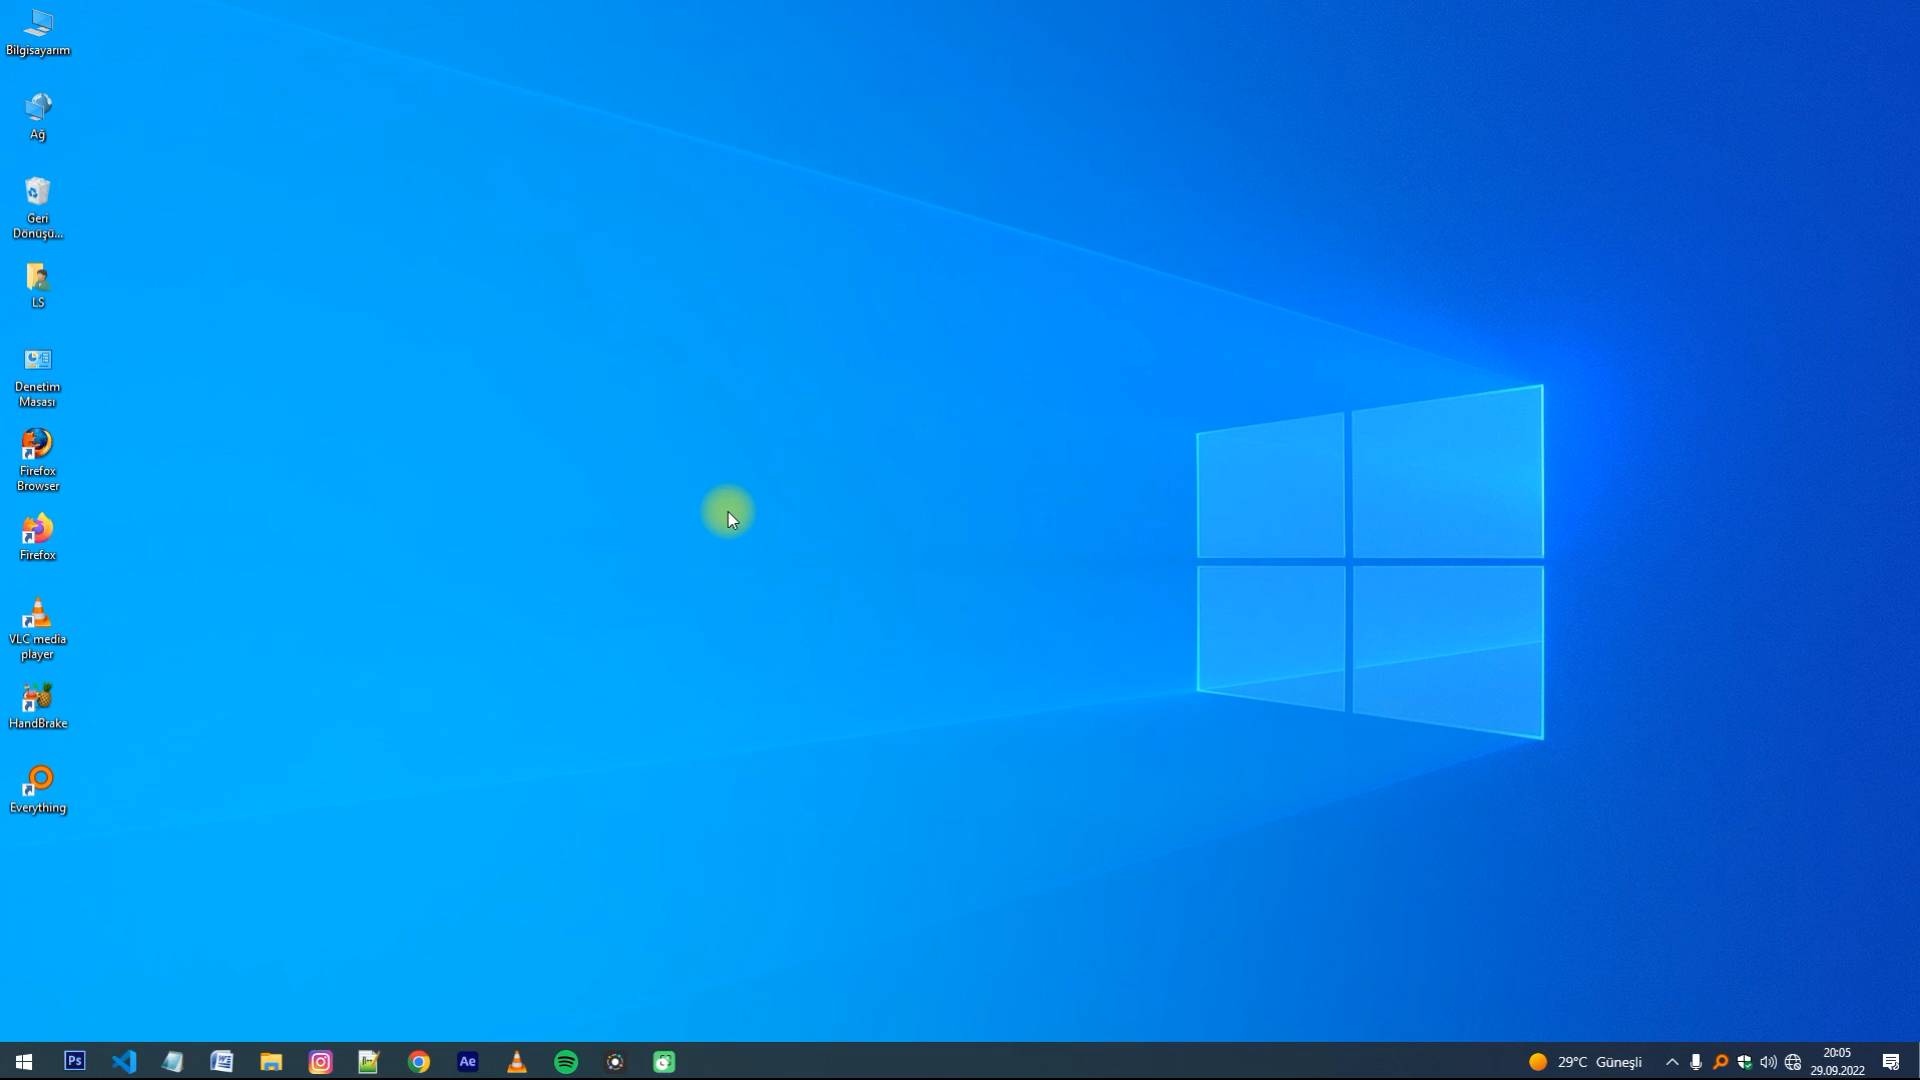 Bilgisayarım
Ağ
Geri
Dönüşü...
LS
Denetim
Masası
Firefox
Browser
Firefox
VLC media
player
HandBrake
Everything
Ps
Ae
29°C Güneşli
20:05
29.09.2022